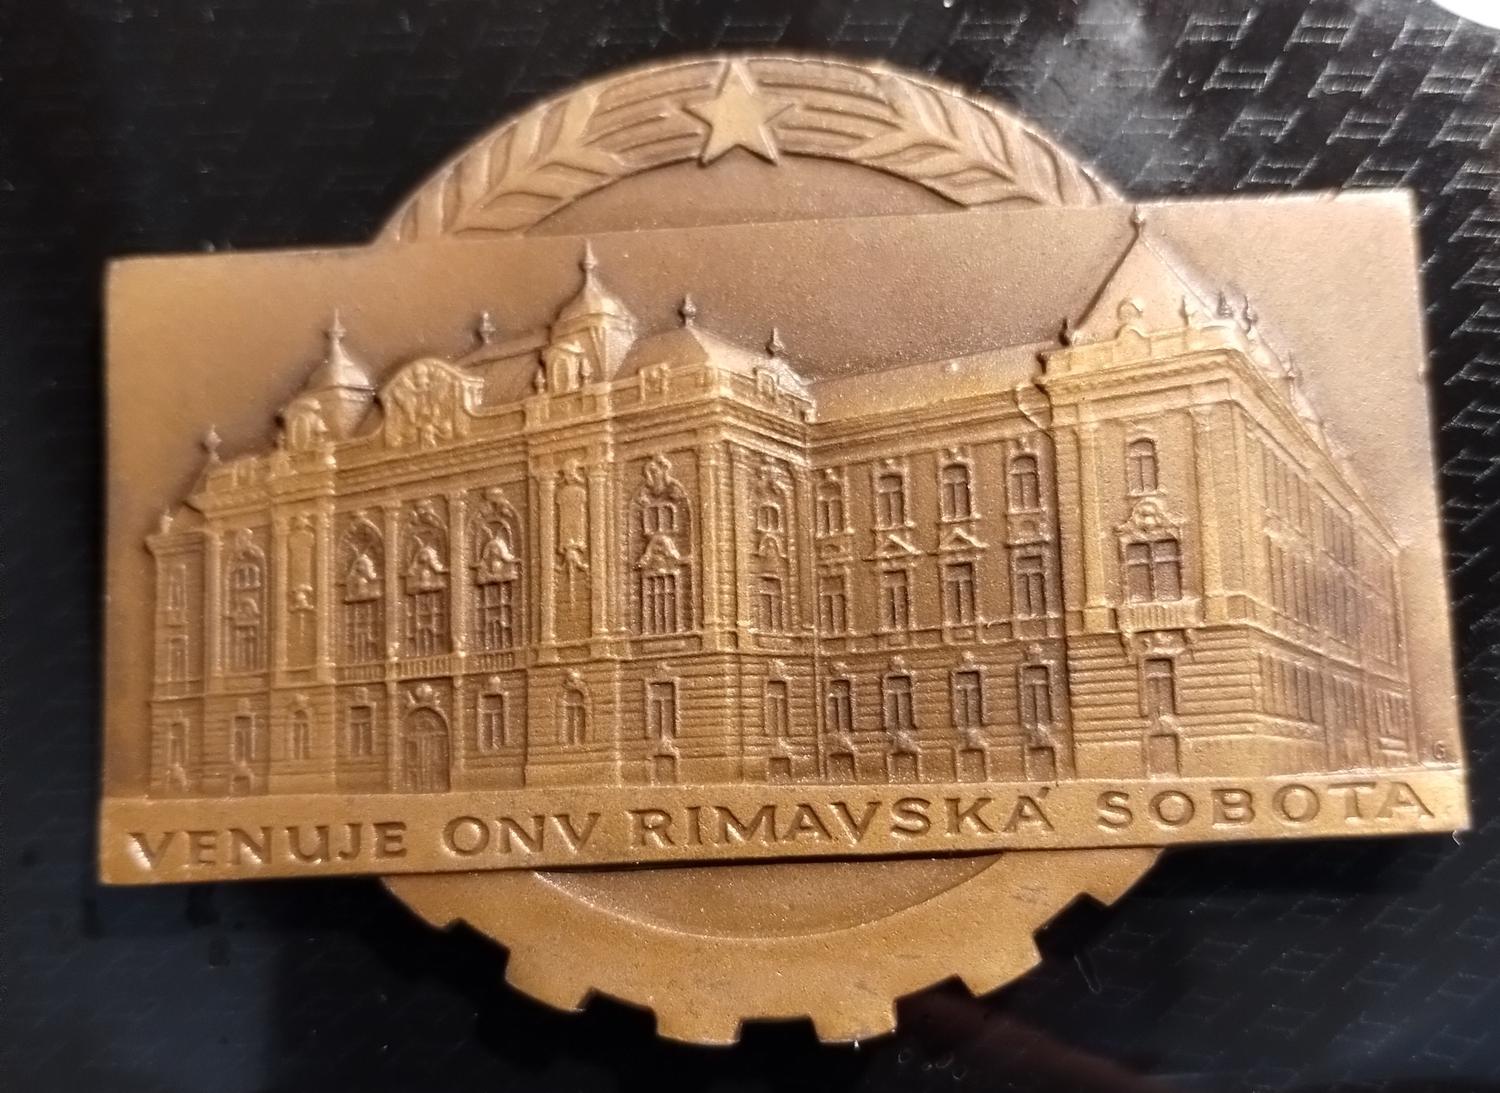 VENUJE ONV RIMAVSKÁ SOBOTA